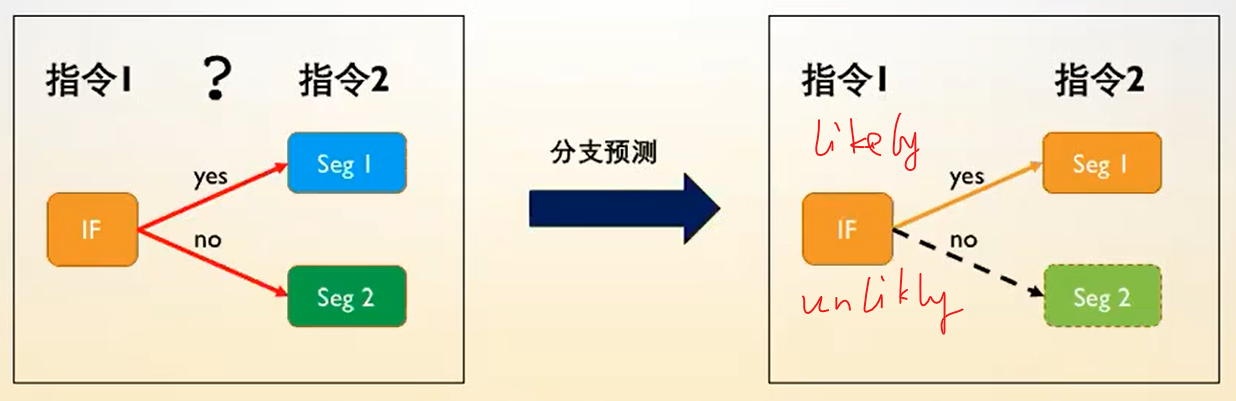 指令1 ? 指令2
Seg 1
yes
IF
no
Seg 2
分支预测
指令1 指令2
likely
yes
Seg 1
IF
no
unlikly
Seg 2